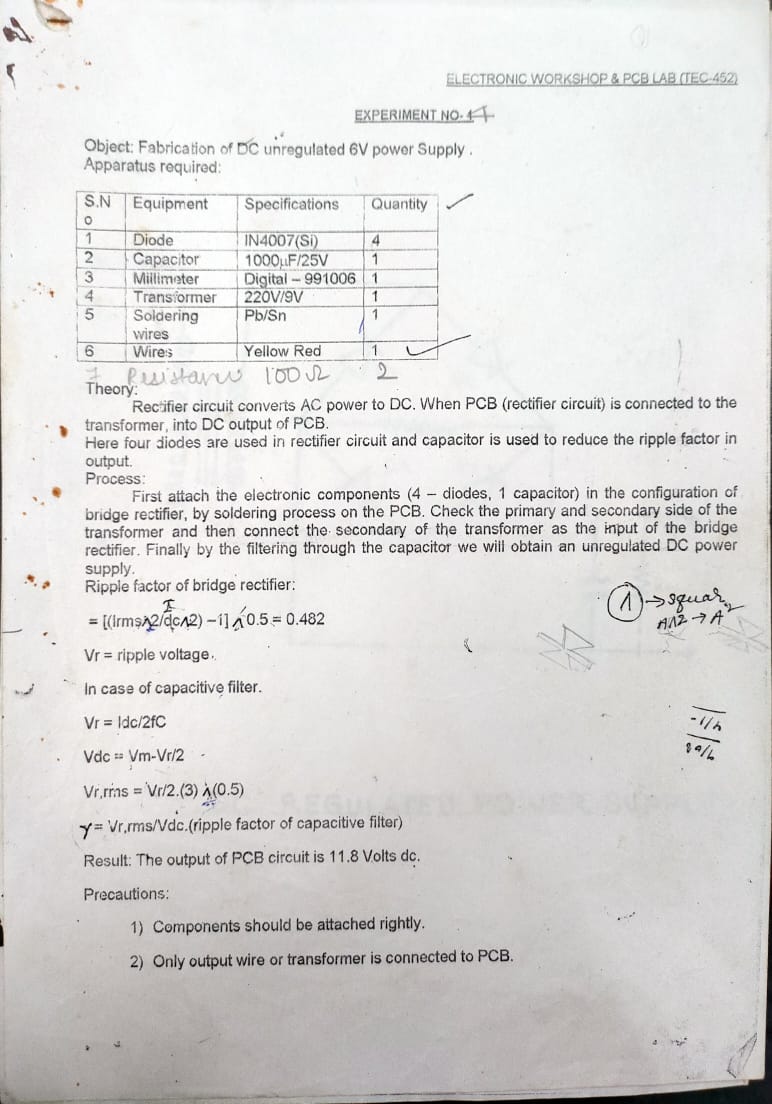 ELECTRONIC WORKSHOP & PCB LAB (TEC-452)
EXPERIMENT NO-
Object: Fabrication of DC unregulated 6V power Supply .
Apparatus required:
S.No Equipment Specifications Quantity
1 Diode IN4007(Si) 4
2 Capacitor 1000µF/25V 1
3 Millimeter Digital – 991006 1
4 Transformer 220V/9V 1
5 Soldering wires Pb/Sn 1
6 Wires Yellow Red 1
7 100 Ω 2
Theory:
Rectifier circuit converts AC power to DC. When PCB (rectifier circuit) is connected to the
transformer, into DC output of PCB.
Here four diodes are used in rectifier circuit and capacitor is used to reduce the ripple factor in
output.
Process:
First attach the electronic components (4 – diodes, 1 capacitor) in the configuration of
bridge rectifier, by soldering process on the PCB. Check the primary and secondary side of the
transformer and then connect the secondary of the transformer as the input of the bridge
rectifier. Finally by the filtering through the capacitor we will obtain an unregulated DC power
supply.
Ripple factor of bridge rectifier:
= [(Irms^2/Idc^2) –1] ^0.5 = 0.482
Vr = ripple voltage.
In case of capacitive filter.
Vr = Idc/2fC
Vdc = Vm-Vr/2
Vr,rms = Vr/2.(3) ^(0.5)
γ= Vr,rms/Vdc.(ripple factor of capacitive filter)
Result: The output of PCB circuit is 11.8 Volts dc.
Precautions:
1) Components should be attached rightly.
2) Only output wire or transformer is connected to PCB.